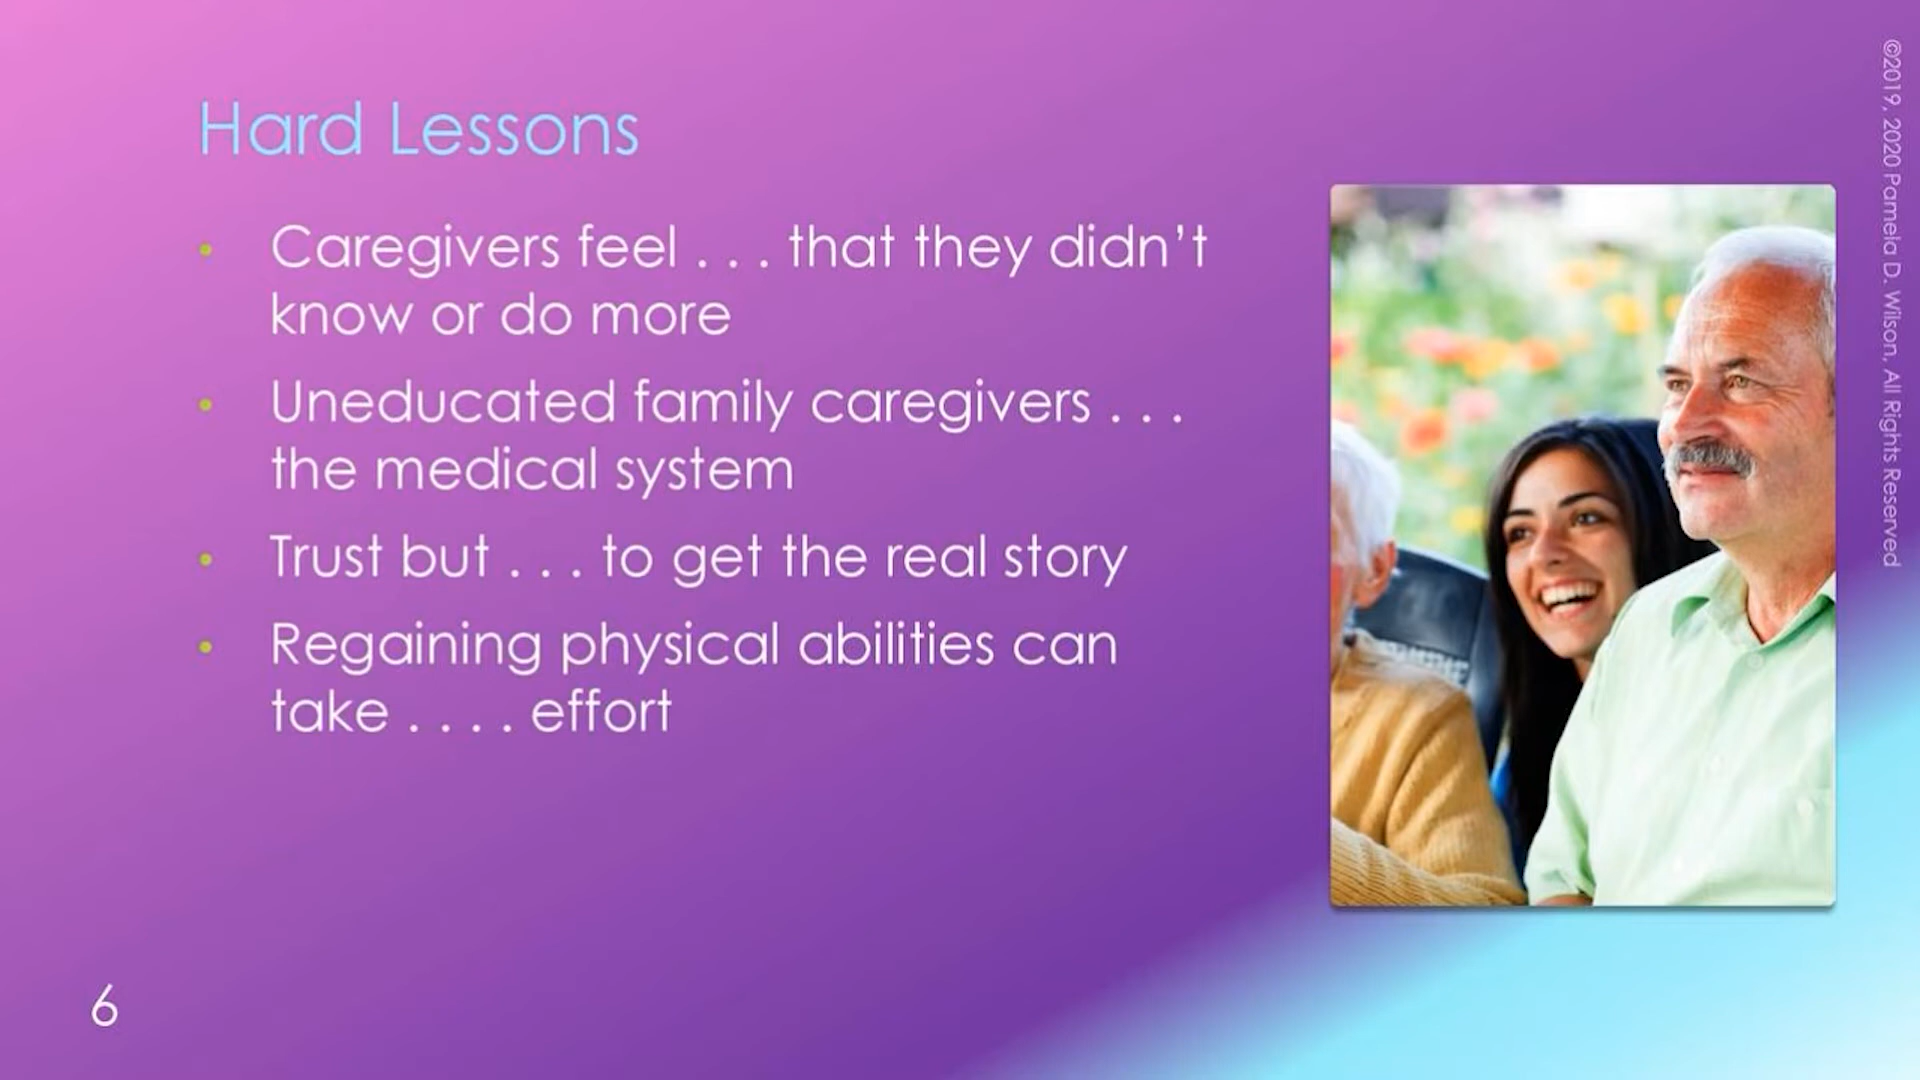 Hard Lessons
• Caregivers feel . . . that they didn’t
know or do more
• Uneducated family caregivers . . .
the medical system
• Trust but . . . to get the real story
• Regaining physical abilities can
take . . . . effort
6
©2019, 2020 Pamela D. Wilson, All Rights Reserved